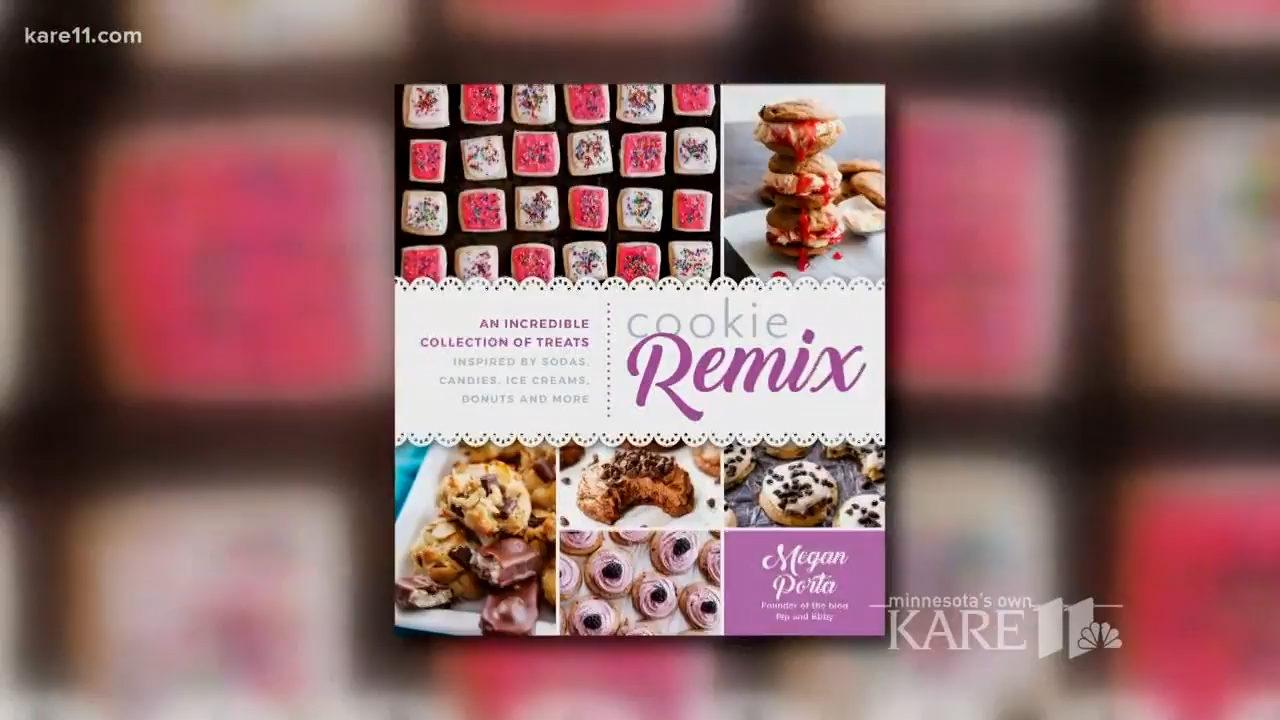 kare11.com
AN INCREDIBLE
COLLECTION OF TREATS
INSPIRED BY SODAS,
CANDIES, ICE CREAMS,
DONUTS AND MORE
cookie
Remix
Megan
Porta
Founder of the blog
Pip and Ebby
minnesota's own
KARE 11